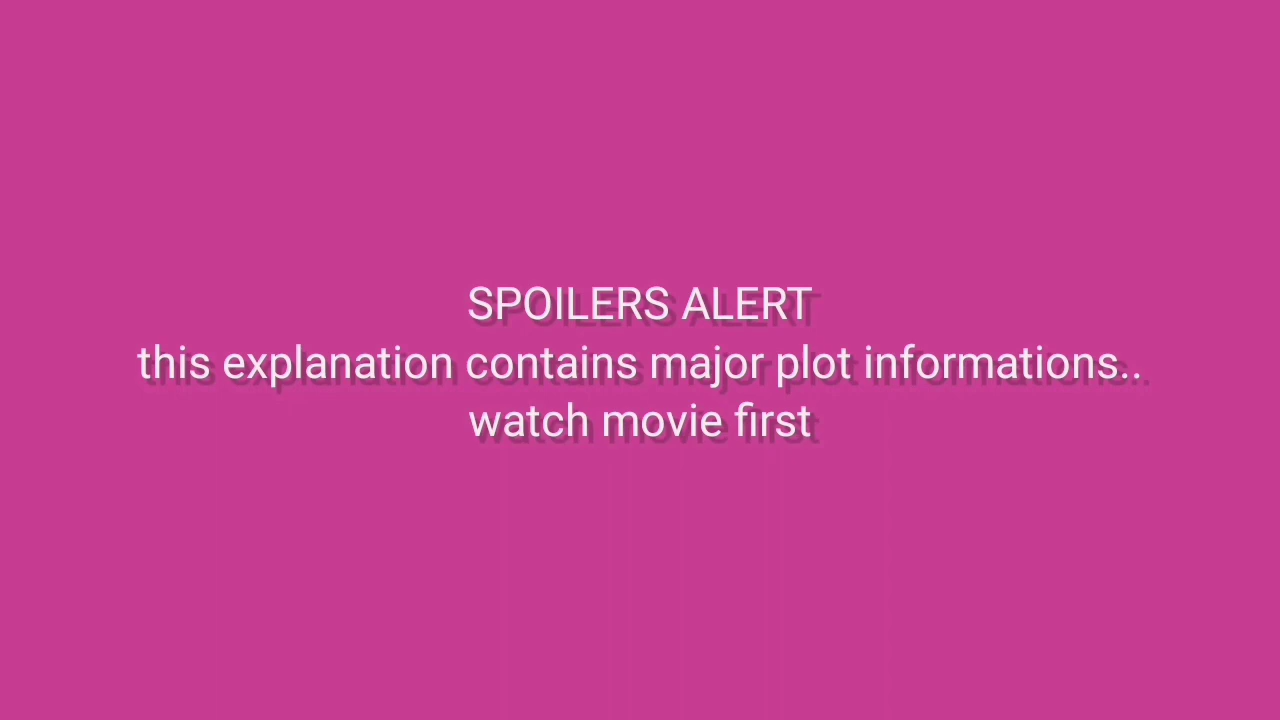 SPOILERS ALERT
this explanation contains major plot informations..
watch movie first